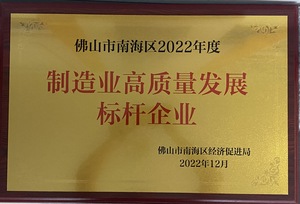 佛山市南海区2022年度
制造业高质量发展
标杆企业
佛山市南海区经济促进局
2022年12月